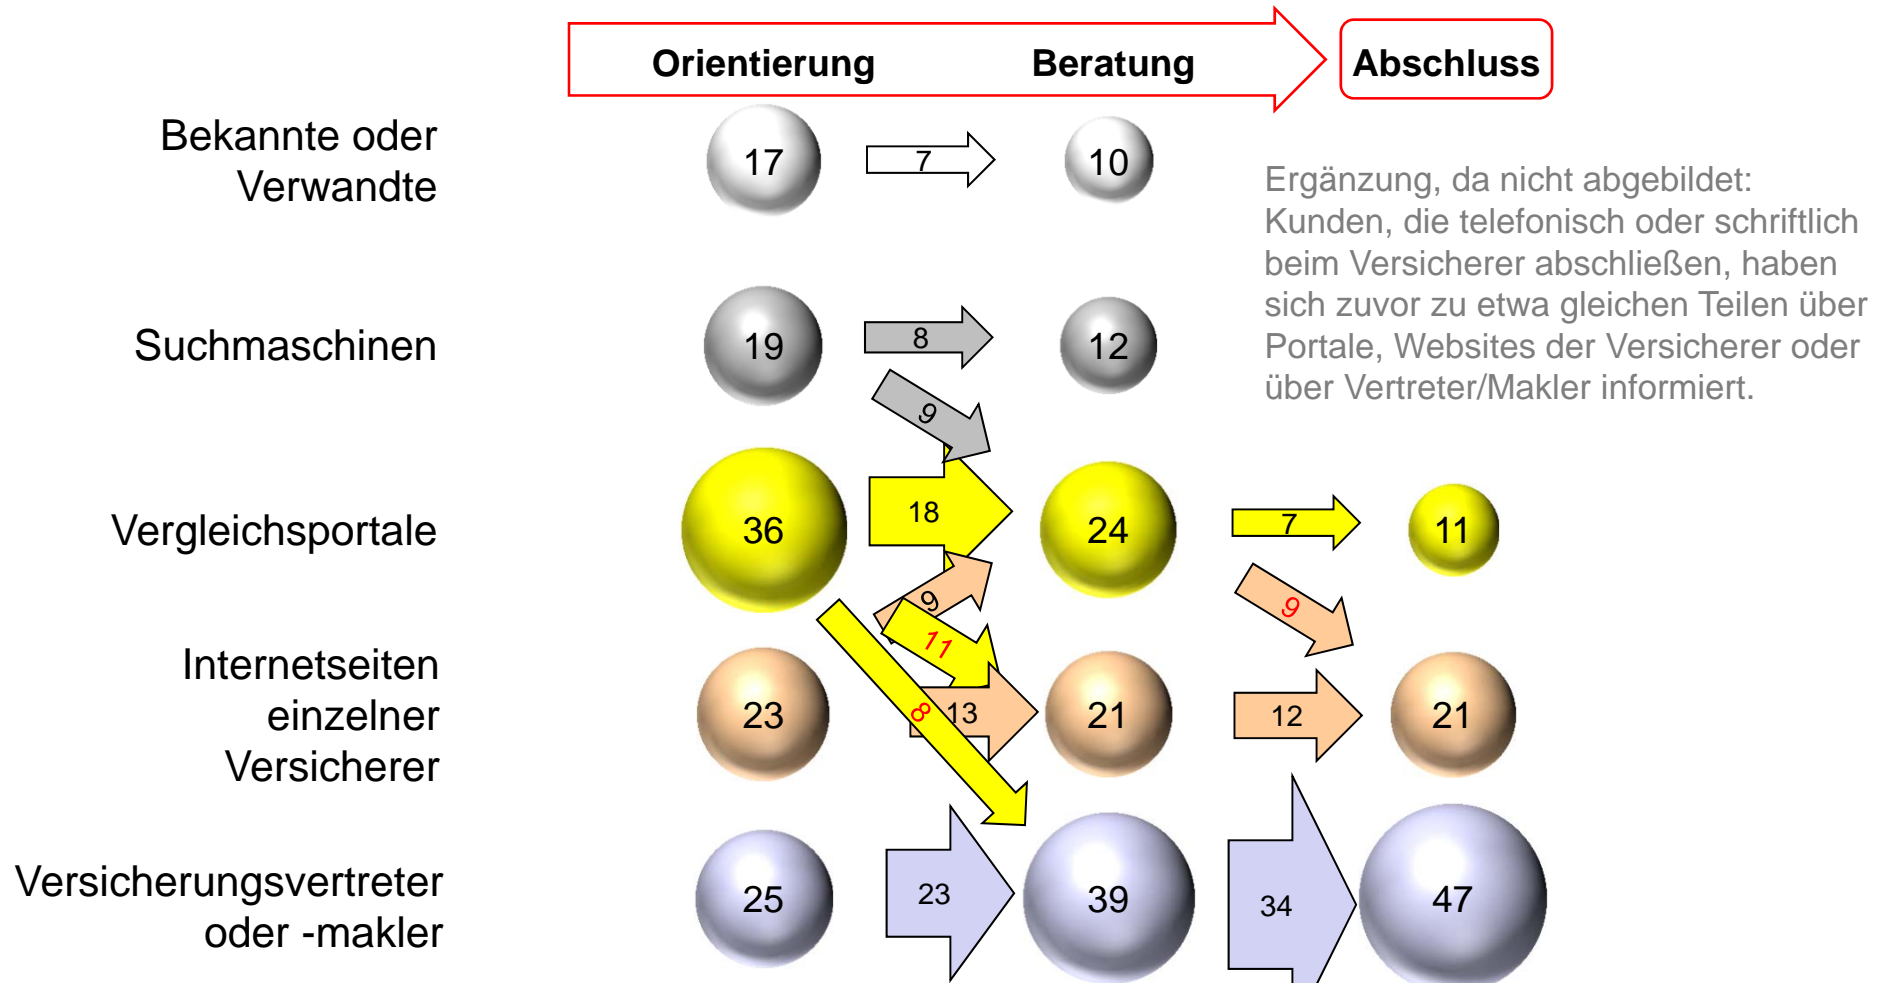 Orientierung Beratung Abschluss
Bekannte oder
Verwandte
17 7 10
Ergänzung, da nicht abgebildet:
Kunden, die telefonisch oder schriftlich
beim Versicherer abschließen, haben
sich zuvor zu etwa gleichen Teilen über
Portale, Websites der Versicherer oder
über Vertreter/Makler informiert.
Suchmaschinen
19 8 12
9
Vergleichsportale
36 18 24 7 11
9 9
11
Internetseiten
einzelner
Versicherer
23 8 13 21 12 21
Versicherungsvertreter
oder -makler
25 23 39 34 47